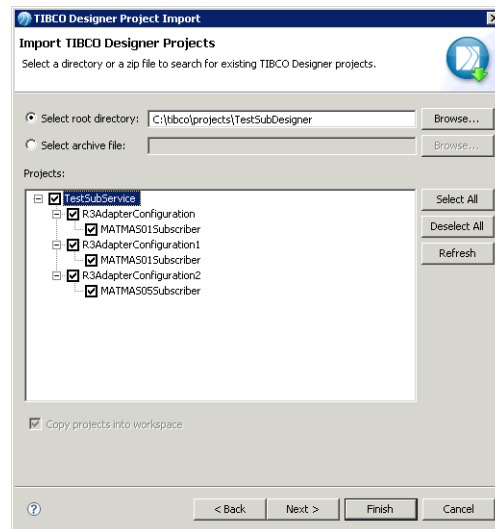 TIBCO Designer Project Import
Import TIBCO Designer Projects
Select a directory or a zip file to search for existing TIBCO Designer projects.
Select root directory: C:\tibco\projects\TestSubDesigner Browse...
Select archive file: Browse...
Projects:
TestSubService
R3AdapterConfiguration
MATMAS01Subscriber
R3AdapterConfiguration1
MATMAS01Subscriber
R3AdapterConfiguration2
MATMAS05Subscriber
Select All
Deselect All
Refresh
Copy projects into workspace
? < Back Next > Finish Cancel